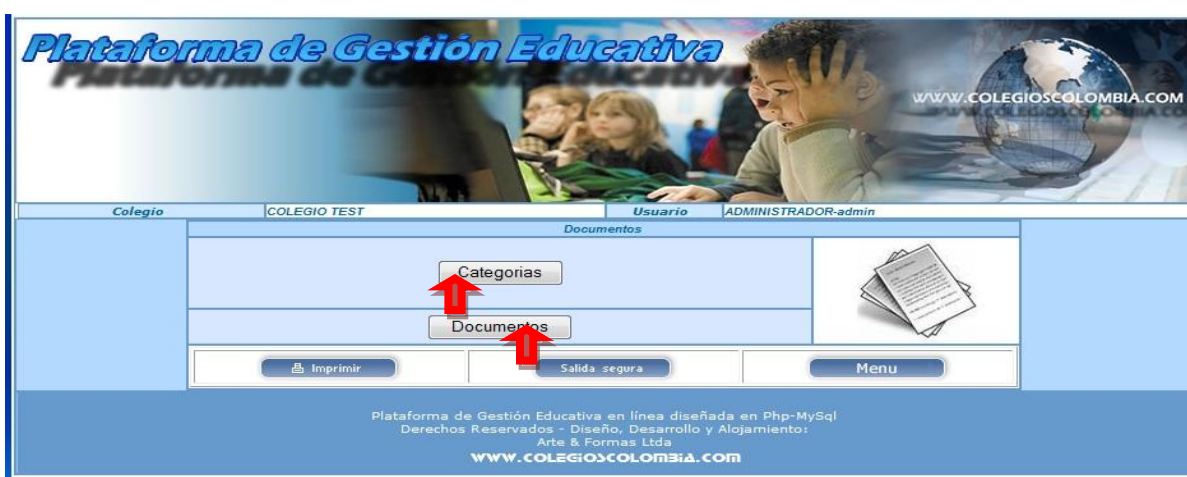 Plataforma de Gestión Educativa
WWW.COLEGIOSCOLOMBIA.COM
Colegio COLEGIO TEST Usuario ADMINISTRADOR-admin
Documentos
Categorias
Documentos
Imprimir Salida segura Menu
Plataforma de Gestión Educativa en línea diseñada en Php-MySql
Derechos Reservados - Diseño, Desarrollo y Alojamiento:
Arte & Formas Ltda
WWW.COLEGIOSCOLOMBIA.COM